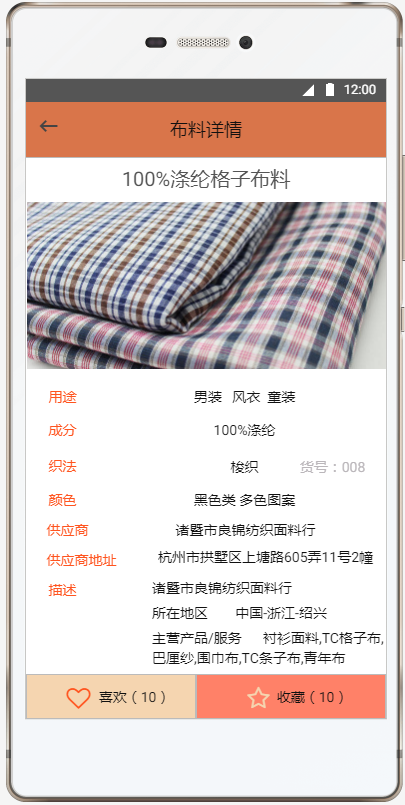 12:00
布料详情
100%涤纶格子布料
用途 男装 风衣 童装
成分 100%涤纶
织法 梭织 货号：008
颜色 黑色类 多色图案
供应商 诸暨市良锦纺织面料行
供应商地址 杭州市拱墅区上塘路605弄11号2幢
描述 诸暨市良锦纺织面料行
所在地区 中国-浙江-绍兴
主营产品/服务 衬衫面料,TC格子布,
巴厘纱,围巾布,TC条子布,青年布
喜欢（10） 收藏（10）